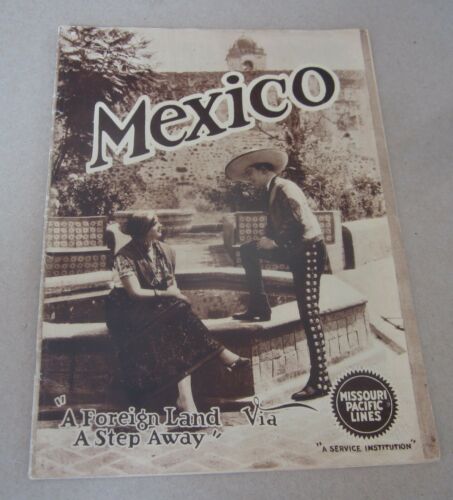 Mexico
"A Foreign Land
A Step Away"
Via
MISSOURI
PACIFIC
LINES
"A SERVICE INSTITUTION"